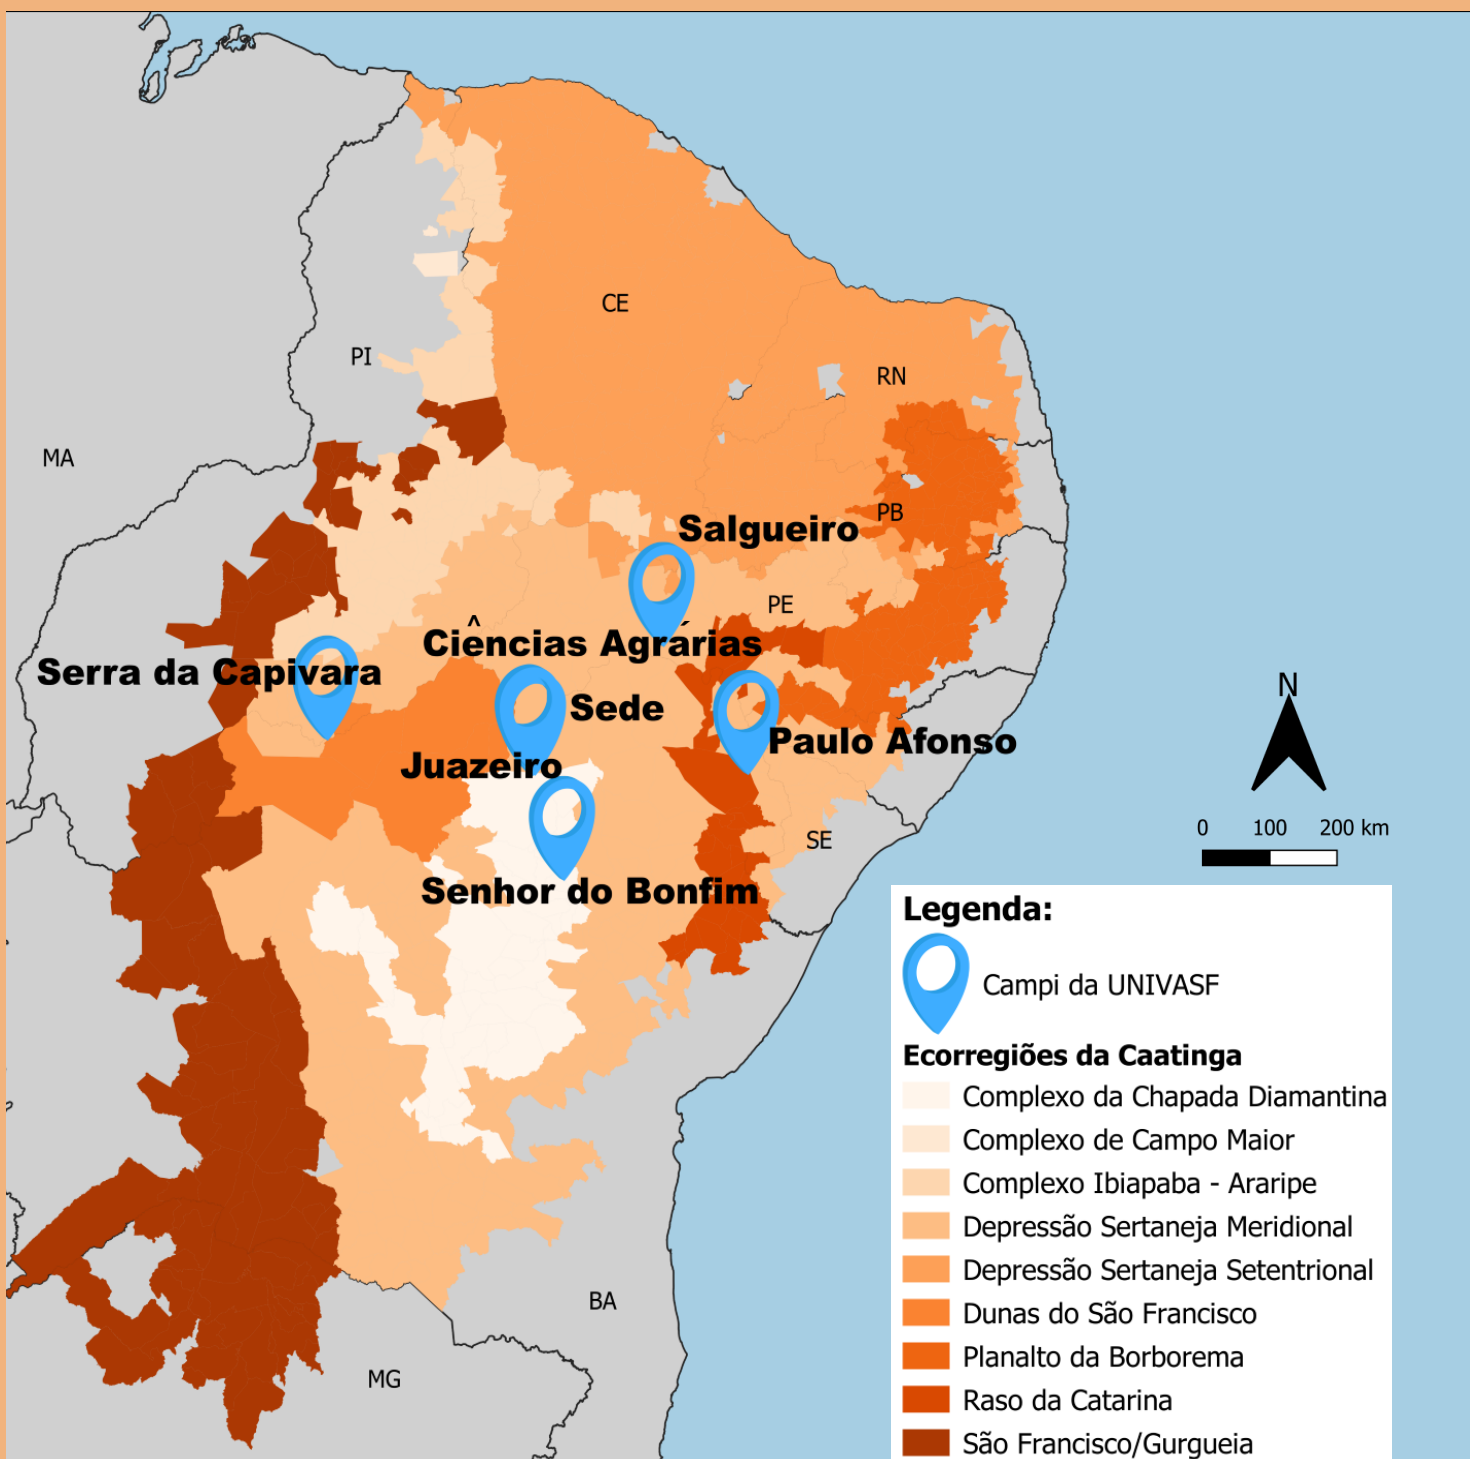 CE
PI
RN
MA
PB
Salgueiro
PE
Ciências Agrárias
Serra da Capivara
Sede
Paulo Afonso
Juazeiro
SE
Senhor do Bonfim
BA
MG
N
0 100 200 km
Legenda:
Campi da UNIVASF
Ecorregiões da Caatinga
Complexo da Chapada Diamantina
Complexo de Campo Maior
Complexo Ibiapaba - Araripe
Depressão Sertaneja Meridional
Depressão Sertaneja Setentrional
Dunas do São Francisco
Planalto da Borborema
Raso da Catarina
São Francisco/Gurgueia